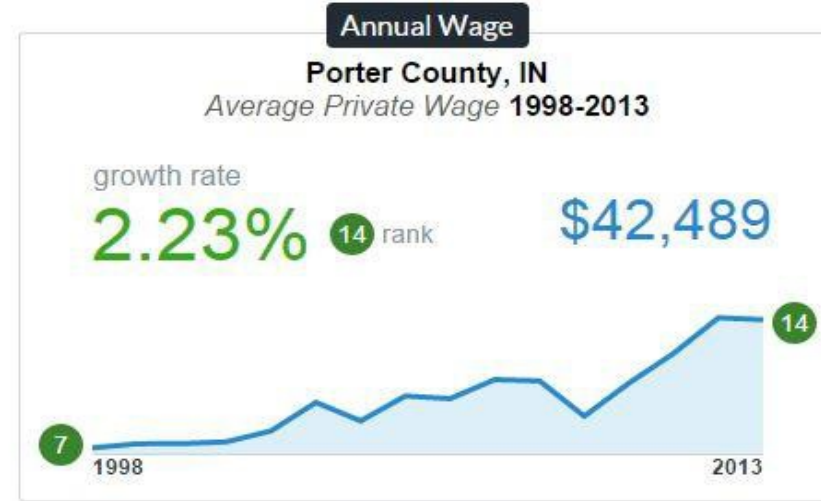 Annual Wage
Porter County, IN
Average Private Wage 1998-2013
growth rate
2.23% 14 rank $42,489
14
7
1998 2013